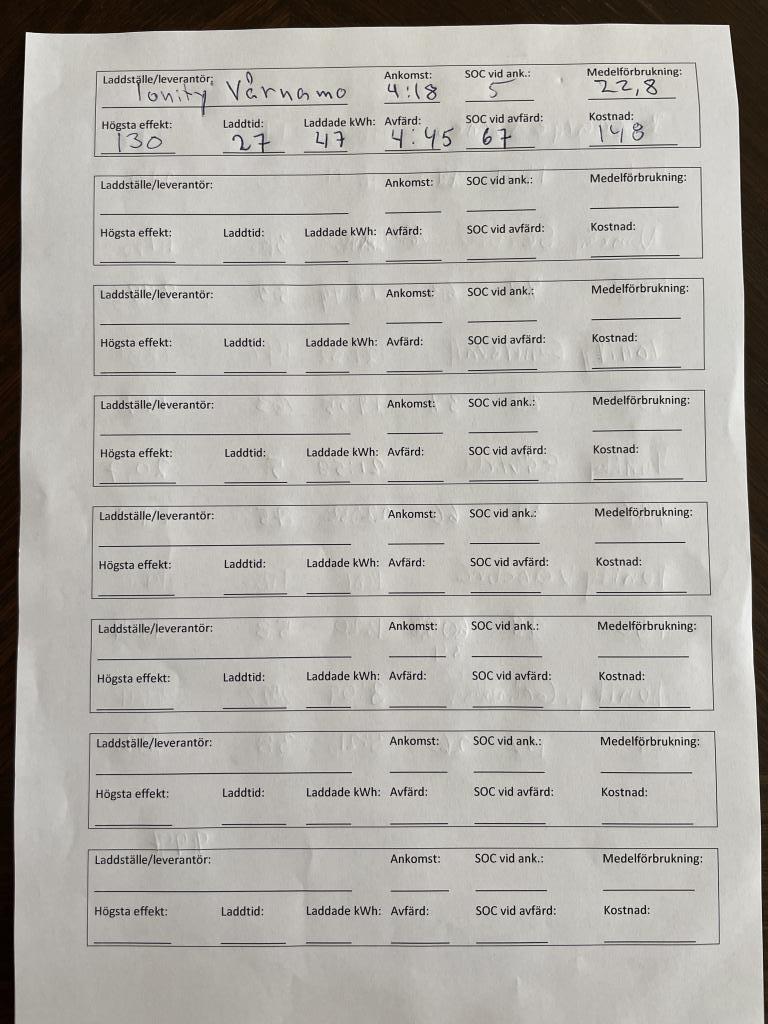 Laddställe/leverantör: Ankomst: SOC vid ank.: Medelförbrukning:
Ionity Värnamo 4:18 5 22,8
Högsta effekt: Laddtid: Laddade kWh: Avfärd: SOC vid avfärd: Kostnad:
130 27 47 4:45 67 148
Laddställe/leverantör: Ankomst: SOC vid ank.: Medelförbrukning:
Högsta effekt: Laddtid: Laddade kWh: Avfärd: SOC vid avfärd: Kostnad:
Laddställe/leverantör: Ankomst: SOC vid ank.: Medelförbrukning:
Högsta effekt: Laddtid: Laddade kWh: Avfärd: SOC vid avfärd: Kostnad:
Laddställe/leverantör: Ankomst: SOC vid ank.: Medelförbrukning:
Högsta effekt: Laddtid: Laddade kWh: Avfärd: SOC vid avfärd: Kostnad:
Laddställe/leverantör: Ankomst: SOC vid ank.: Medelförbrukning:
Högsta effekt: Laddtid: Laddade kWh: Avfärd: SOC vid avfärd: Kostnad:
Laddställe/leverantör: Ankomst: SOC vid ank.: Medelförbrukning:
Högsta effekt: Laddtid: Laddade kWh: Avfärd: SOC vid avfärd: Kostnad:
Laddställe/leverantör: Ankomst: SOC vid ank.: Medelförbrukning:
Högsta effekt: Laddtid: Laddade kWh: Avfärd: SOC vid avfärd: Kostnad:
Laddställe/leverantör: Ankomst: SOC vid ank.: Medelförbrukning:
Högsta effekt: Laddtid: Laddade kWh: Avfärd: SOC vid avfärd: Kostnad: